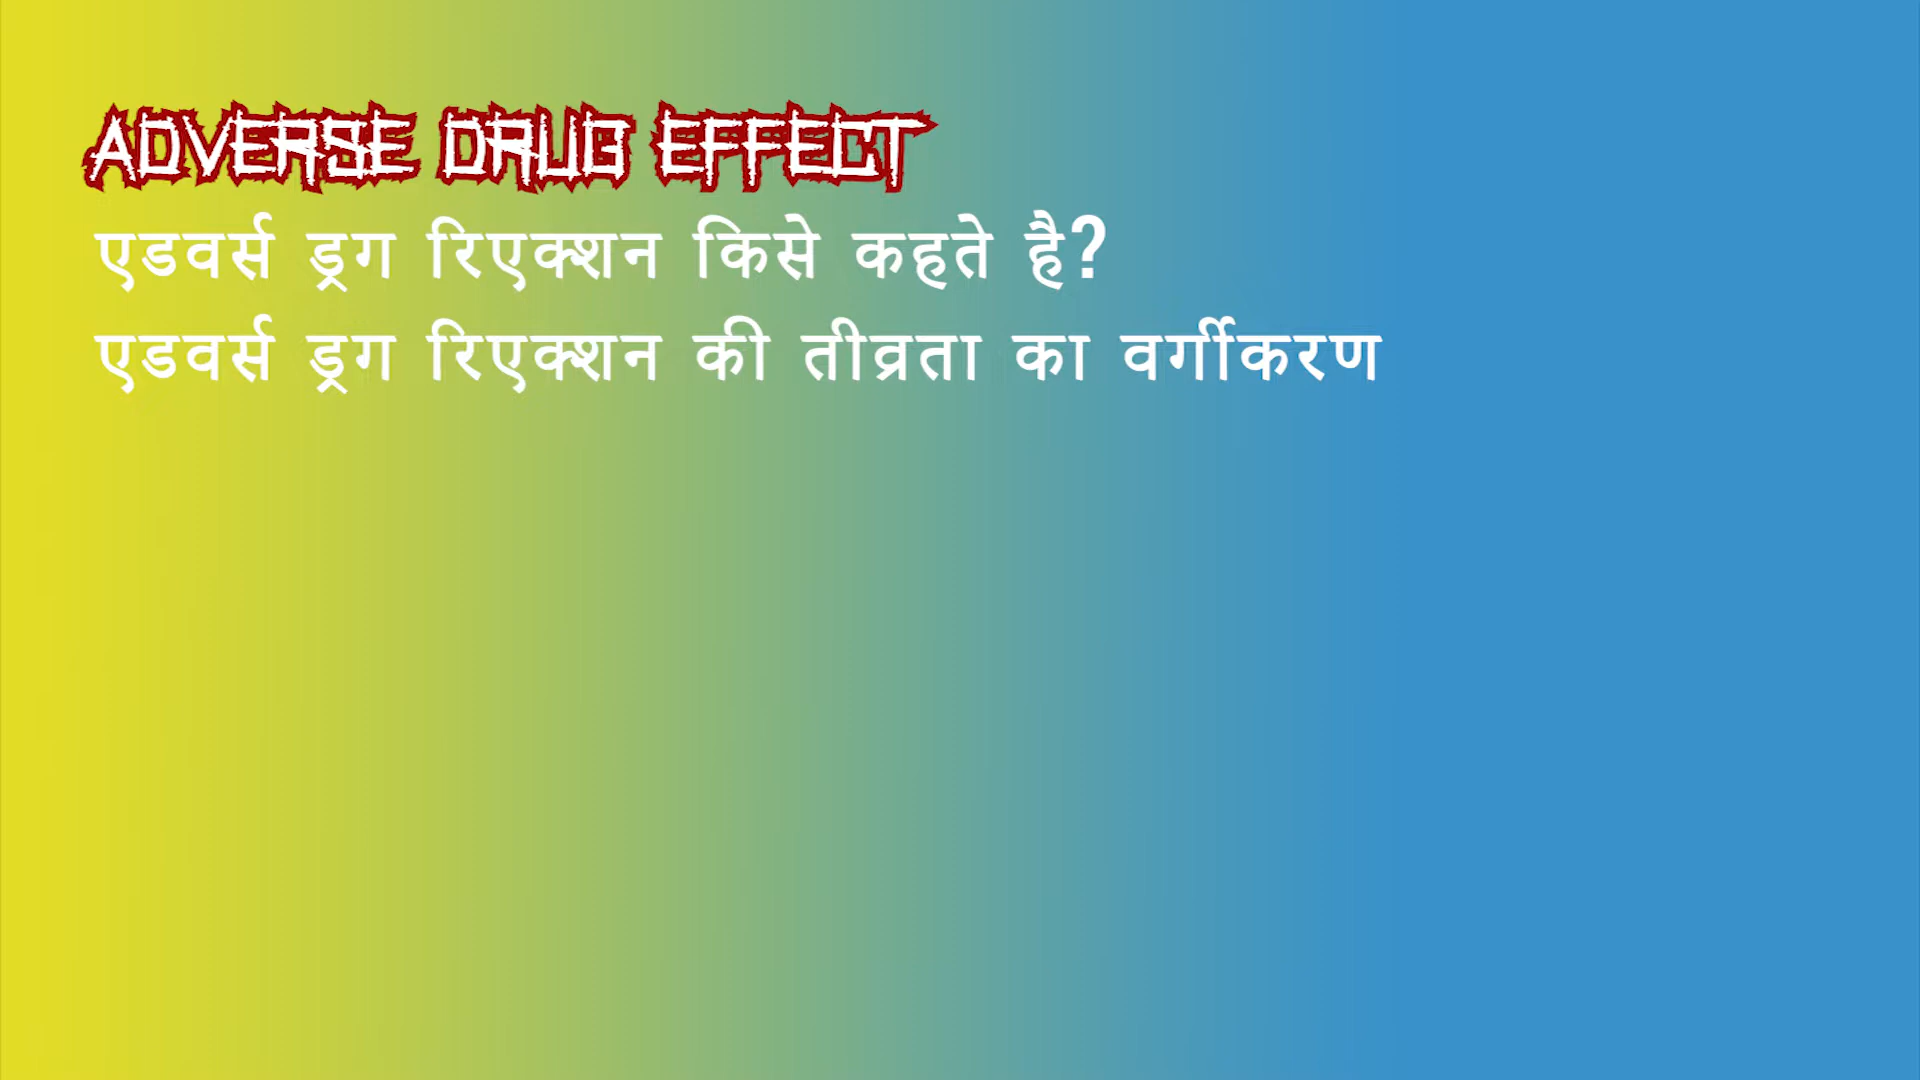 ADVERSE DRUG EFFECT
एडवर्स ड्रग रिएक्शन किसे कहते है?
एडवर्स ड्रग रिएक्शन की तीव्रता का वर्गीकरण